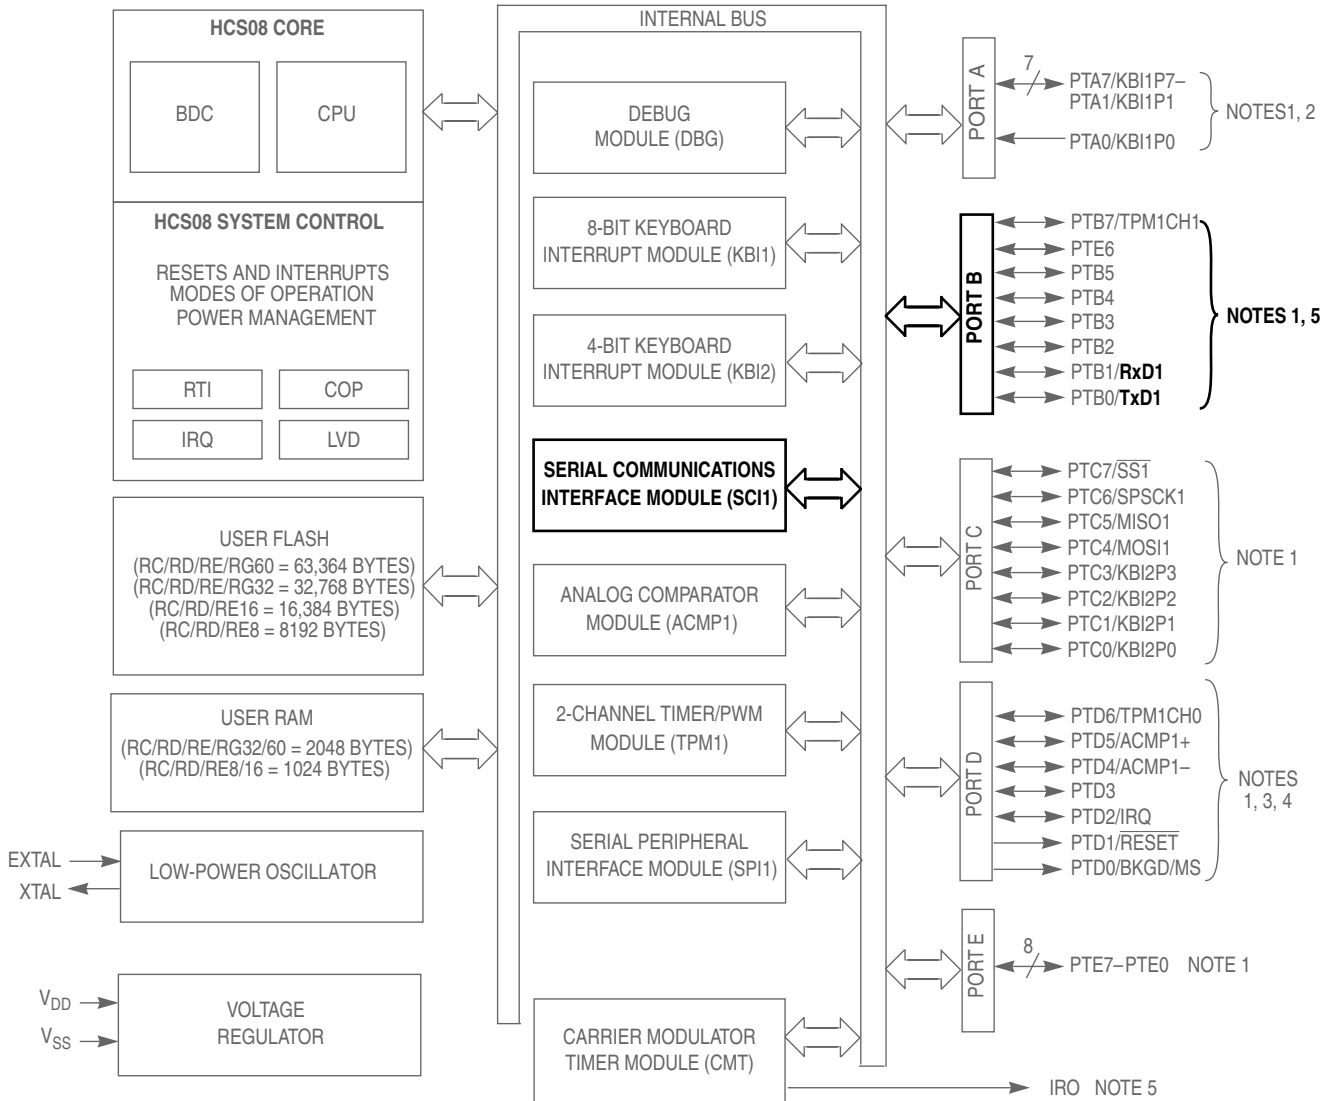 INTERNAL BUS
HCS08 CORE
BDC
CPU
HCS08 SYSTEM CONTROL
RESETS AND INTERRUPTS
MODES OF OPERATION
POWER MANAGEMENT
RTI
COP
IRQ
LVD
USER FLASH
(RC/RD/RE/RG60 = 63,364 BYTES)
(RC/RD/RE/RG32 = 32,768 BYTES)
(RC/RD/RE16 = 16,384 BYTES)
(RC/RD/RE8 = 8192 BYTES)
USER RAM
(RC/RD/RE/RG32/60 = 2048 BYTES)
(RC/RD/RE8/16 = 1024 BYTES)
EXTAL
XTAL
LOW-POWER OSCILLATOR
VDD
VSS
VOLTAGE
REGULATOR
DEBUG
MODULE (DBG)
8-BIT KEYBOARD
INTERRUPT MODULE (KBI1)
4-BIT KEYBOARD
INTERRUPT MODULE (KBI2)
SERIAL COMMUNICATIONS
INTERFACE MODULE (SCI1)
ANALOG COMPARATOR
MODULE (ACMP1)
2-CHANNEL TIMER/PWM
MODULE (TPM1)
SERIAL PERIPHERAL
INTERFACE MODULE (SPI1)
CARRIER MODULATOR
TIMER MODULE (CMT)
PORT A
7
PTA7/KBI1P7–
PTA1/KBI1P1
PTA0/KBI1P0
NOTES1, 2
PORT B
PTB7/TPM1CH1
PTE6
PTB5
PTB4
PTB3
PTB2
PTB1/RxD1
PTB0/TxD1
NOTES 1, 5
PORT C
PTC7/SS1
PTC6/SPSCK1
PTC5/MISO1
PTC4/MOSI1
PTC3/KBI2P3
PTC2/KBI2P2
PTC1/KBI2P1
PTC0/KBI2P0
NOTE 1
PORT D
PTD6/TPM1CH0
PTD5/ACMP1+
PTD4/ACMP1–
PTD3
PTD2/IRQ
PTD1/RESET
PTD0/BKGD/MS
NOTES
1, 3, 4
PORT E
8
PTE7–PTE0 NOTE 1
IRO NOTE 5